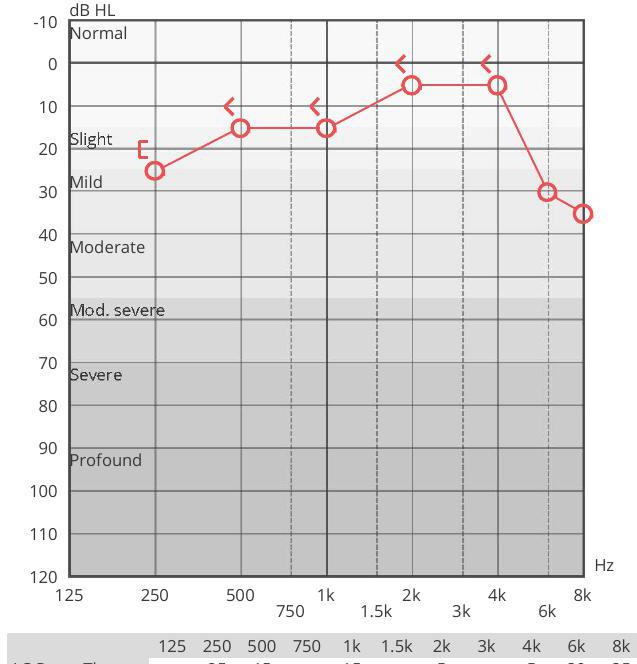 dB HL
-10
Normal
0
10
Slight
20
Mild
30
40
Moderate
50
Mod. severe
60
70
Severe
80
90
Profound
100
110
120
Hz
125 250 500 1k 2k 4k 8k
750 1.5k 3k 6k
125 250 500 750 1k 1.5k 2k 3k 4k 6k 8k